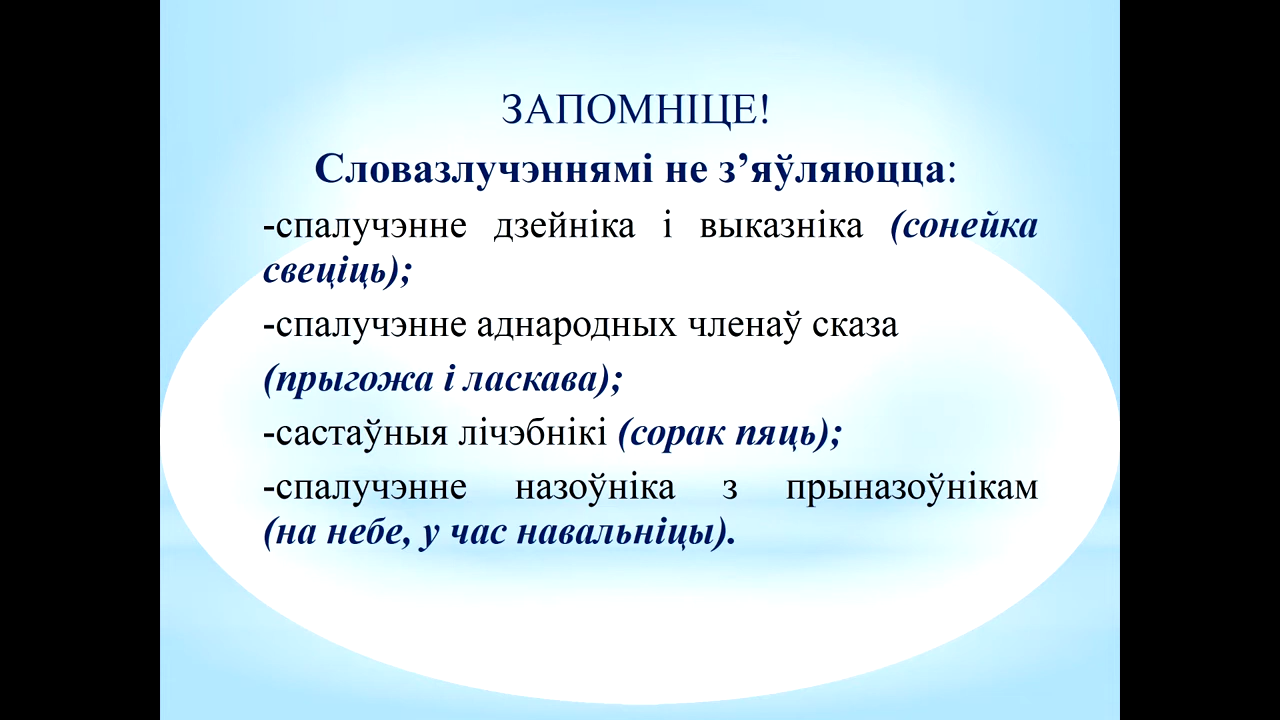 ЗАПОМНІЦЕ!
Словазлучэннямі не з’яўляюцца:
-спалучэнне дзейніка і выказніка (сонейка
свеціць);
-спалучэнне аднародных членаў сказа
(прыгожа і ласкава);
-састаўныя лічэбнікі (сорак пяць);
-спалучэнне назоўніка з прыназоўнікам
(на небе, у час навальніцы).